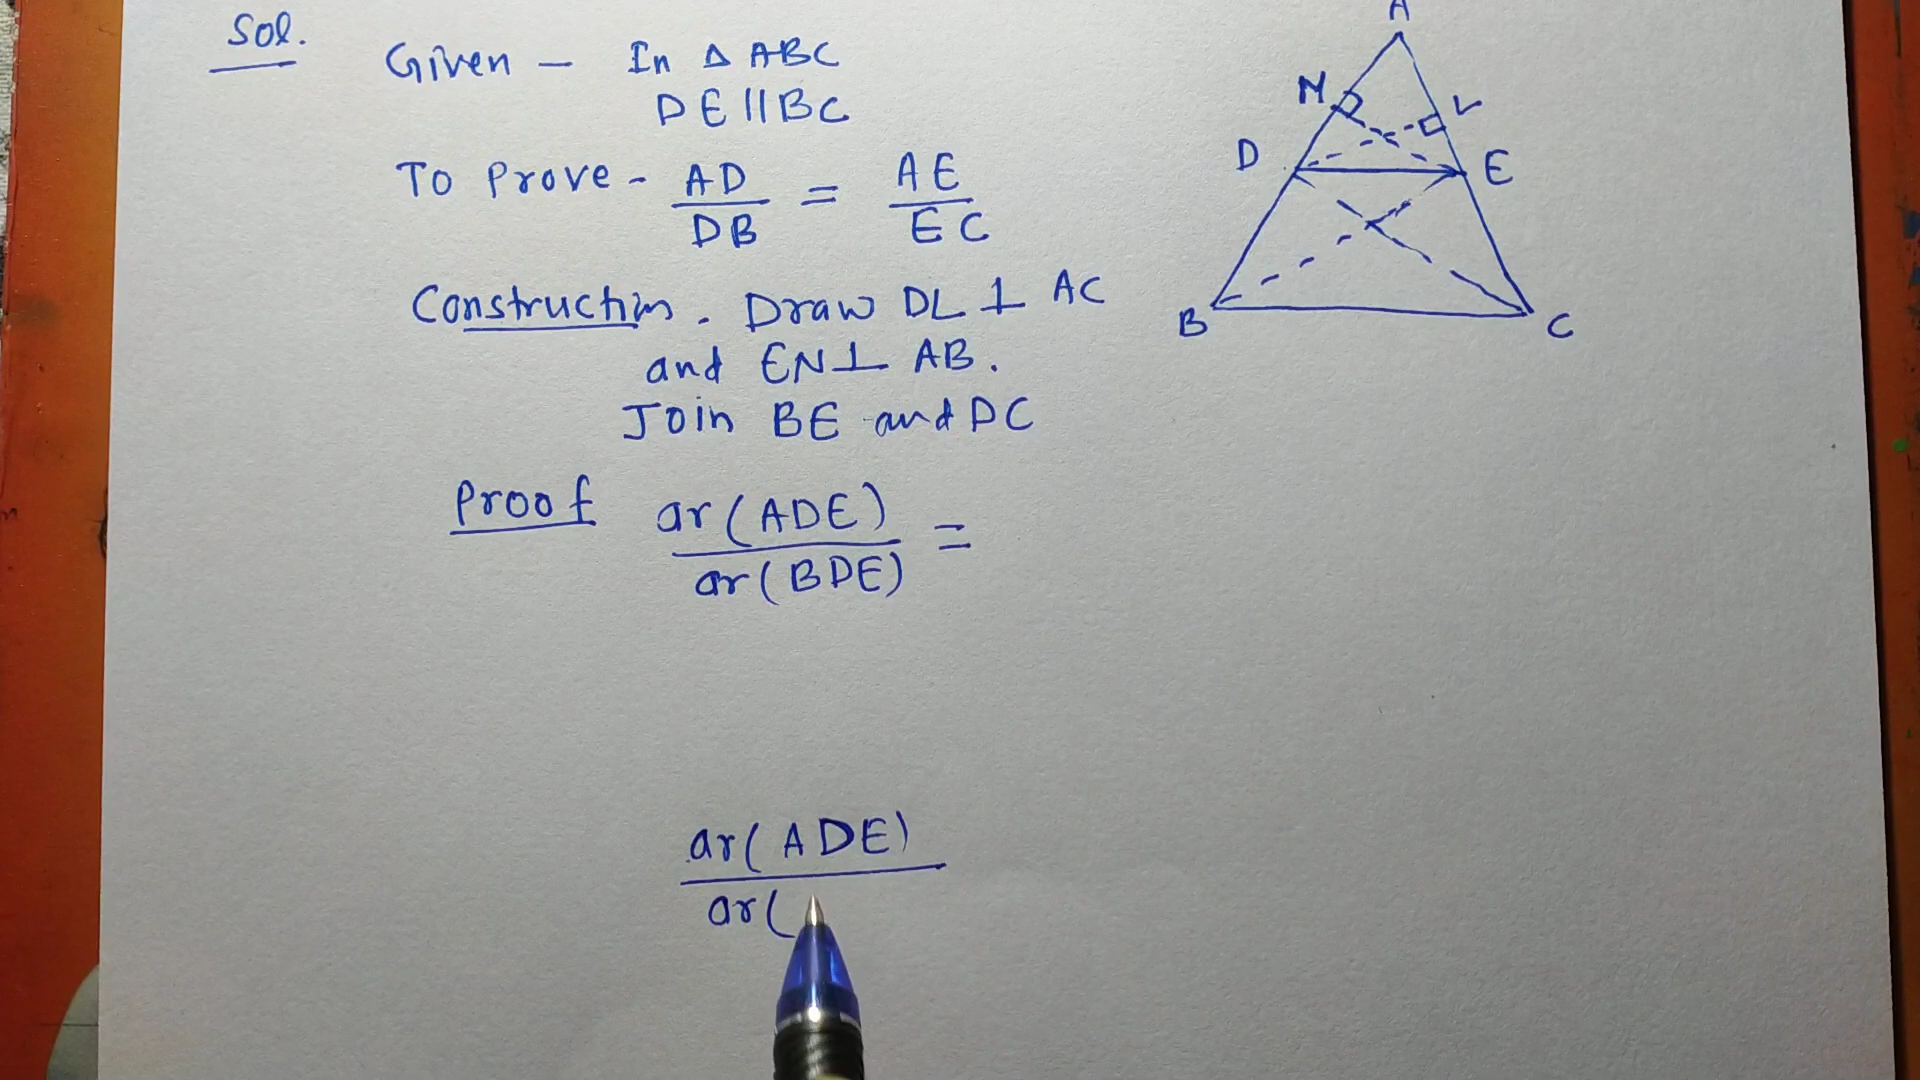 Sol.
Given - In △ ABC
DE || BC
To Prove - AD/DB = AE/EC
Construction. Draw DL ⊥ AC
and EN ⊥ AB.
Join BE and DC
Proof ar(ADE)/ar(BDE) =
ar(ADE)
ar(
A
N
L
D
E
B
C